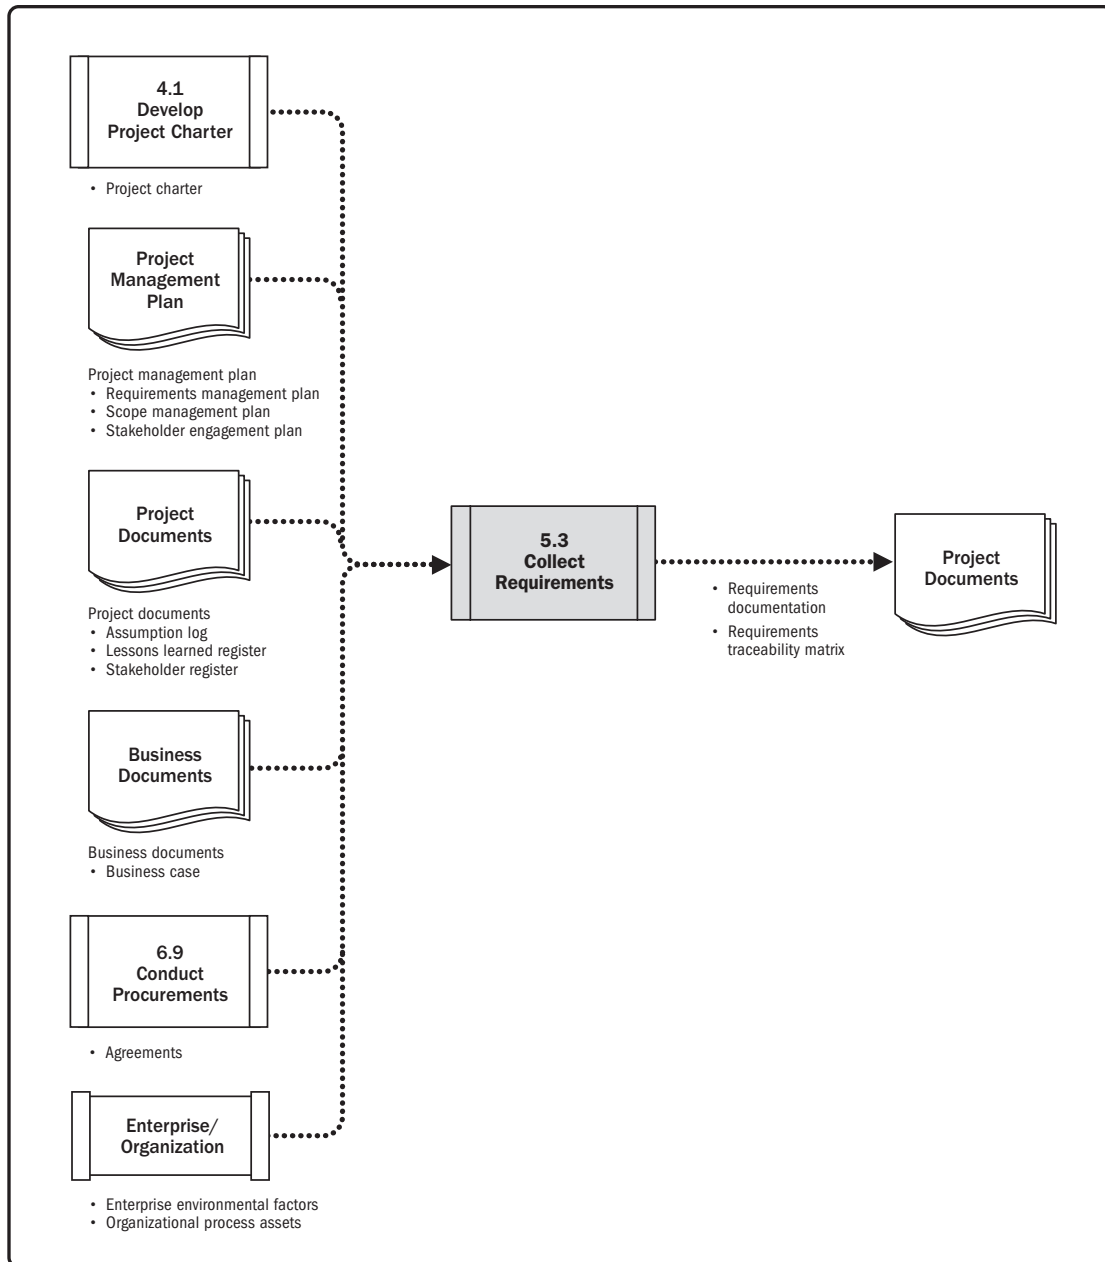 4.1
Develop
Project Charter
• Project charter
Project
Management
Plan
Project management plan
• Requirements management plan
• Scope management plan
• Stakeholder engagement plan
Project
Documents
Project documents
• Assumption log
• Lessons learned register
• Stakeholder register
Business
Documents
Business documents
• Business case
6.9
Conduct
Procurements
• Agreements
Enterprise/
Organization
• Enterprise environmental factors
• Organizational process assets
5.3
Collect
Requirements
• Requirements
documentation
• Requirements
traceability matrix
Project
Documents